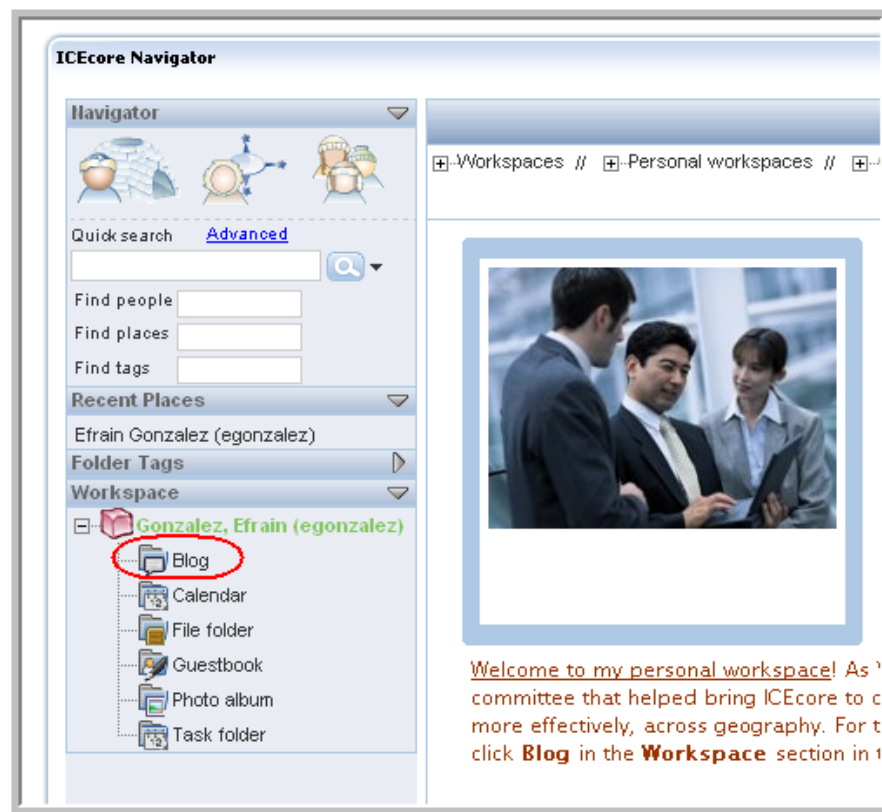 ICEcore Navigator
Navigator
Quick search Advanced
Find people
Find places
Find tags
Recent Places
Efrain Gonzalez (egonzalez)
Folder Tags
Workspace
Gonzalez, Efrain (egonzalez)
Blog
Calendar
File folder
Guestbook
Photo album
Task folder
Workspaces // Personal workspaces //
Welcome to my personal workspace! As
committee that helped bring ICEcore to
more effectively, across geography. For
click Blog in the Workspace section in